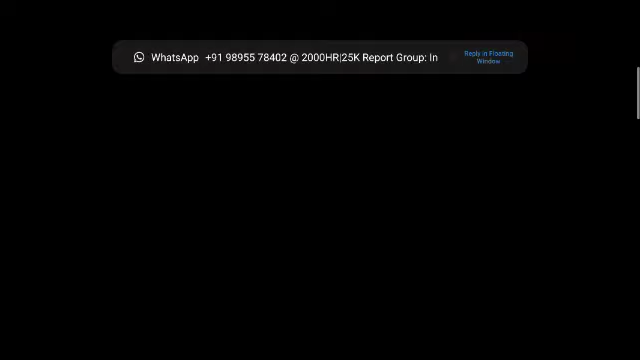 WhatsApp +91 98955 78402 @ 2000HR|25K Report Group: In
Reply in Floating
Window